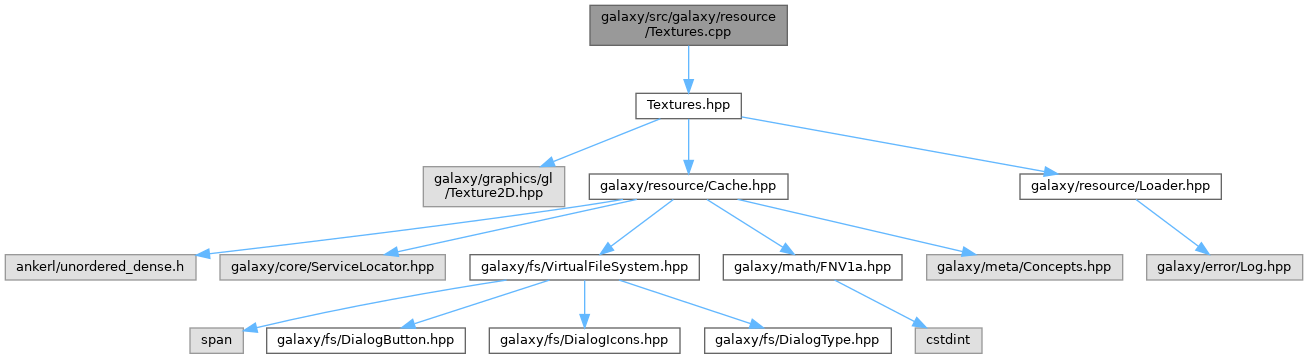 galaxy/src/galaxy/resource
/Textures.cpp
Textures.hpp
galaxy/graphics/gl
/Texture2D.hpp
galaxy/resource/Cache.hpp
galaxy/resource/Loader.hpp
ankerl/unordered_dense.h
galaxy/core/ServiceLocator.hpp
galaxy/fs/VirtualFileSystem.hpp
galaxy/math/FNV1a.hpp
galaxy/meta/Concepts.hpp
galaxy/error/Log.hpp
span
galaxy/fs/DialogButton.hpp
galaxy/fs/DialogIcons.hpp
galaxy/fs/DialogType.hpp
cstdint